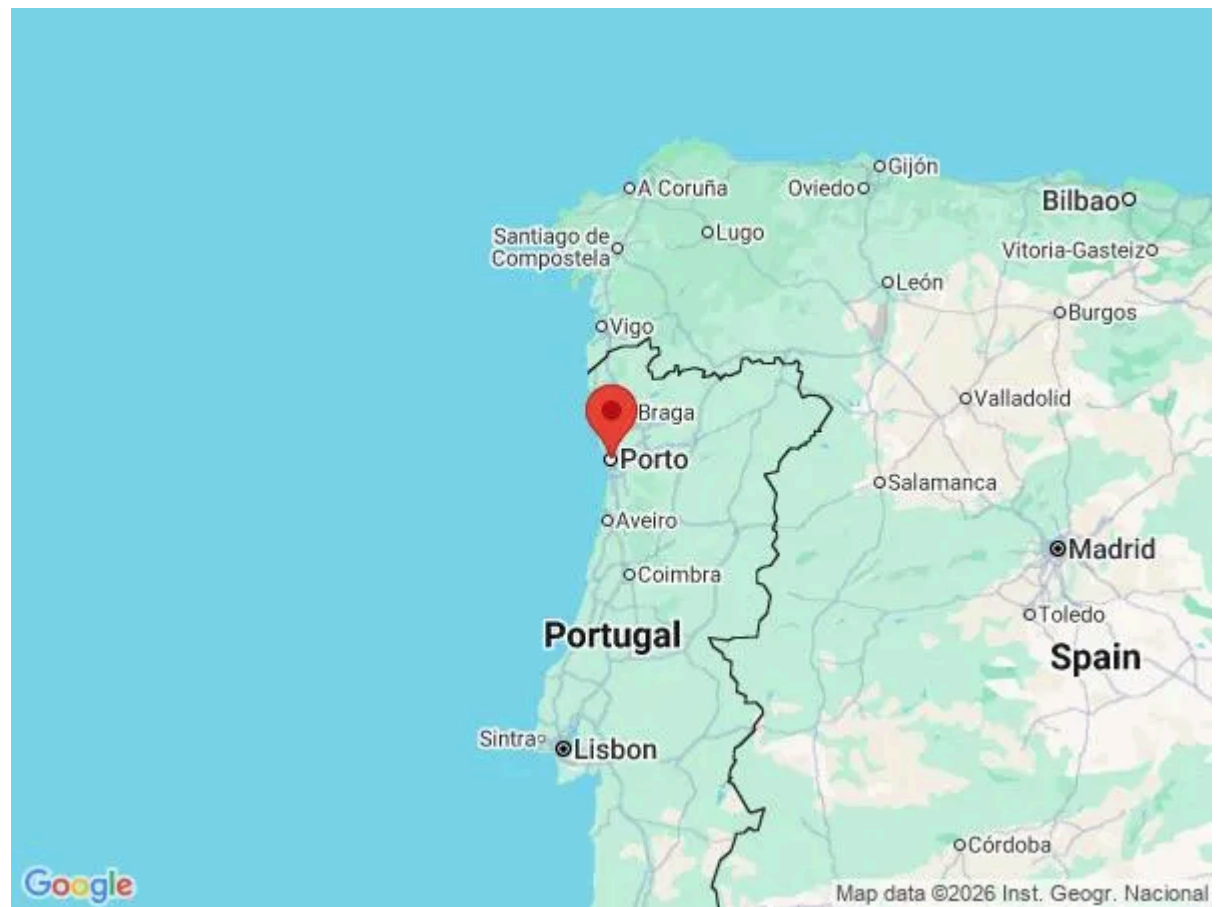 Gijón
A Coruña
Oviedo
Bilbao
Santiago de
Compostela
Lugo
Vitoria-Gasteiz
León
Burgos
Vigo
Valladolid
Braga
Porto
Salamanca
Aveiro
Madrid
Coimbra
Toledo
Portugal
Spain
Sintra
Lisbon
Córdoba
Google
Map data ©2026 Inst. Geogr. Nacional